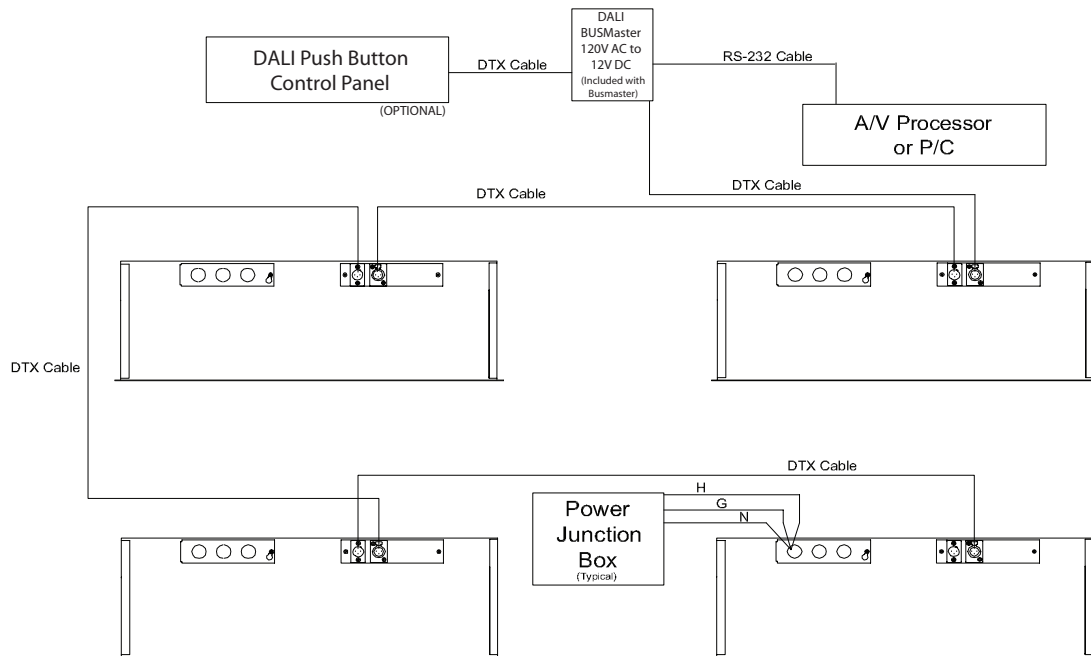 DALI
BUSMaster
120V AC to
12V DC
(Included with
Busmaster)
DALI Push Button
Control Panel
(OPTIONAL)
DTX Cable
RS-232 Cable
A/V Processor
or P/C
DTX Cable
DTX Cable
DTX Cable
DTX Cable
H
G
N
Power
Junction
Box
(Typical)